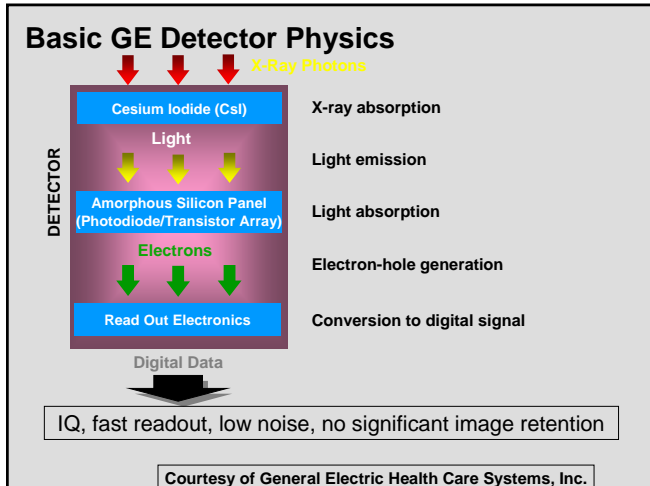 Basic GE Detector Physics
X-Ray Photons
Cesium Iodide (CsI)
X-ray absorption
Light
Light emission
DETECTOR
Amorphous Silicon Panel
(Photodiode/Transistor Array)
Light absorption
Electrons
Electron-hole generation
Read Out Electronics
Conversion to digital signal
Digital Data
IQ, fast readout, low noise, no significant image retention
Courtesy of General Electric Health Care Systems, Inc.